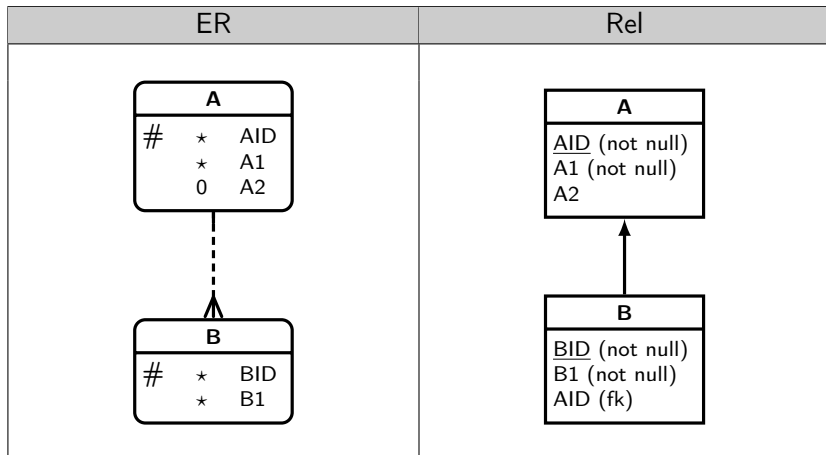 ER
Rel
A
# ⋆ AID
⋆ A1
0 A2
B
# ⋆ BID
⋆ B1
A
AID (not null)
A1 (not null)
A2
B
BID (not null)
B1 (not null)
AID (fk)